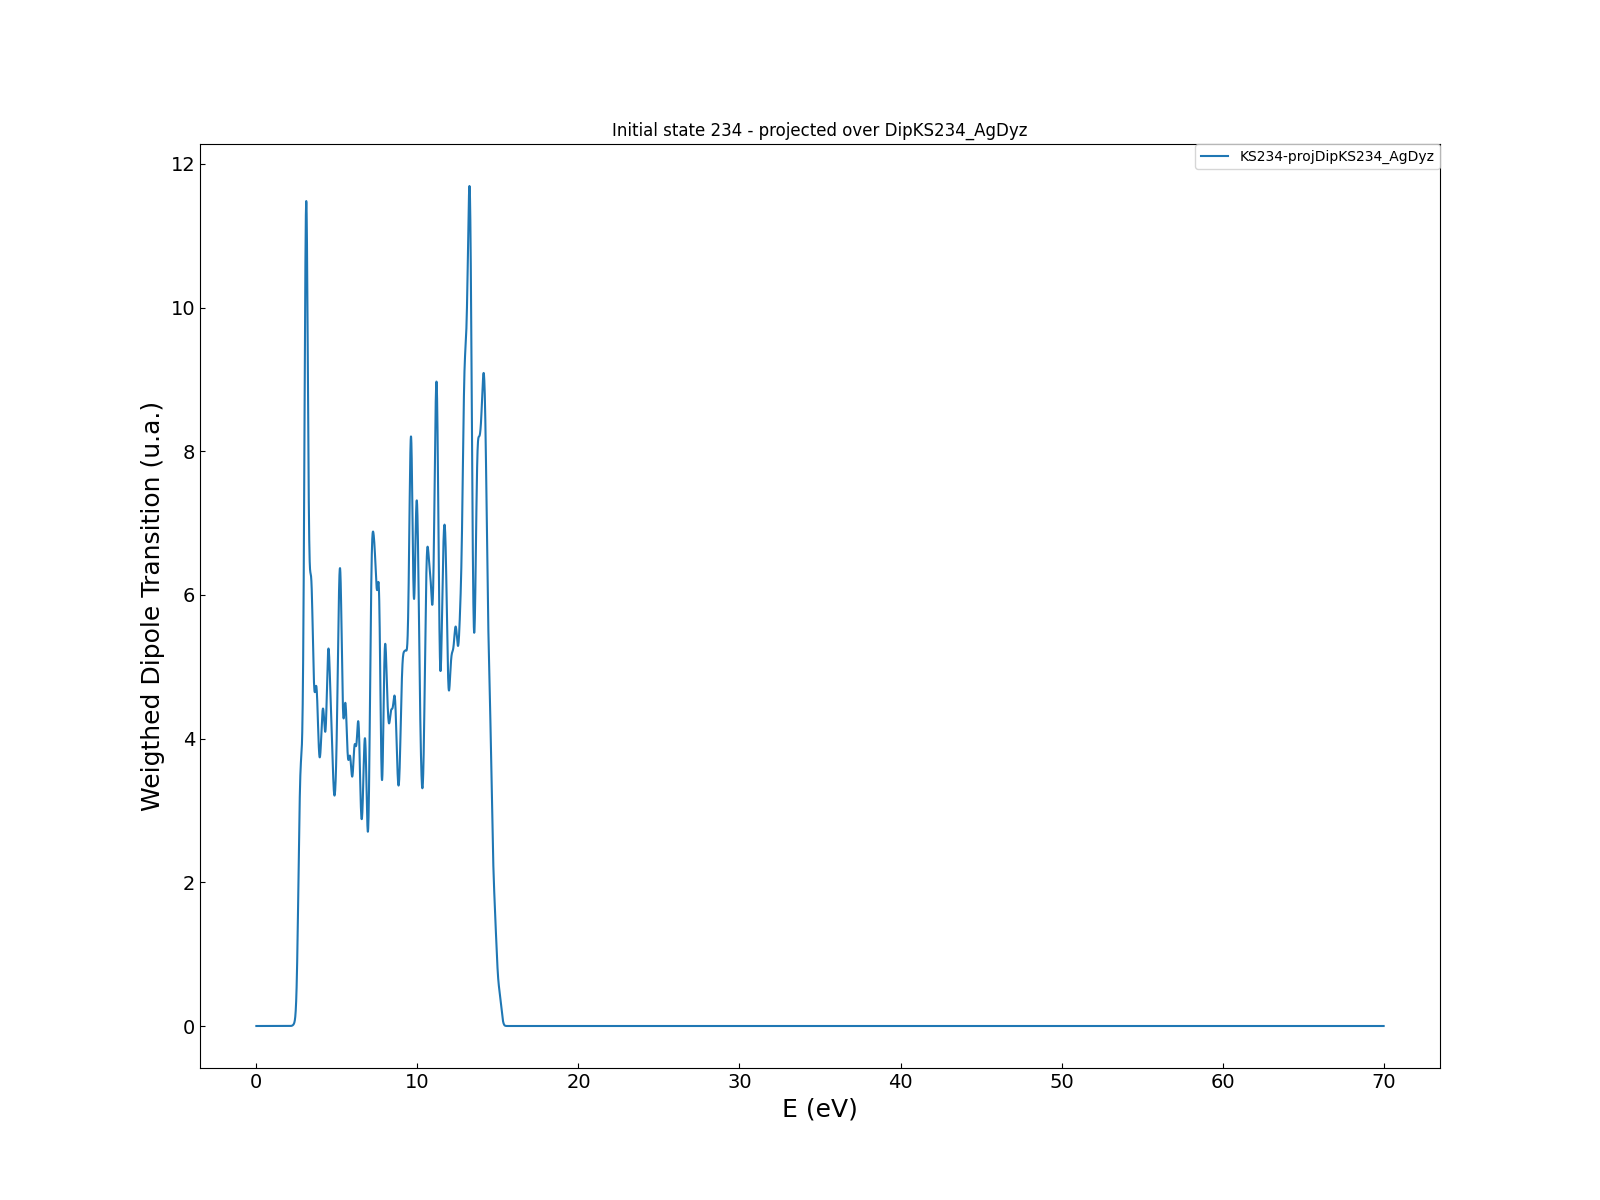 Initial state 234 - projected over DipKS234_AgDyz
KS234-projDipKS234_AgDyz
Weigthed Dipole Transition (u.a.)
12
10
8
6
4
2
0
0 10 20 30 40 50 60 70
E (eV)